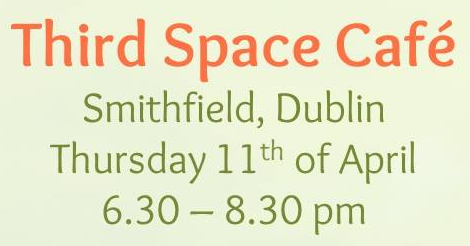 Third Space Café
Smithfield, Dublin
Thursday 11th of April
6.30 – 8.30 pm